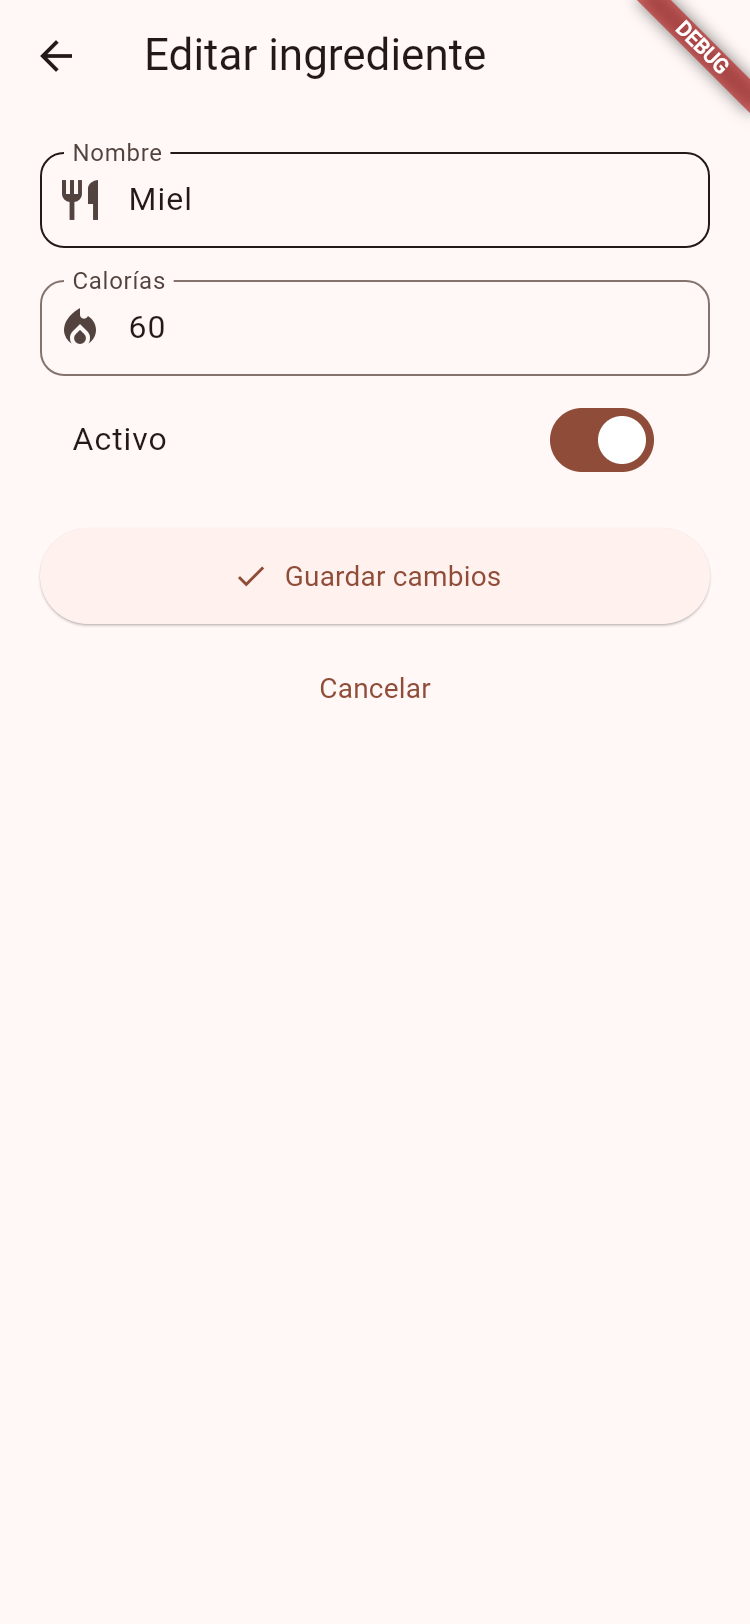 Editar ingrediente
DEBUG
Nombre
Miel
Calorías
60
Activo
Guardar cambios
Cancelar